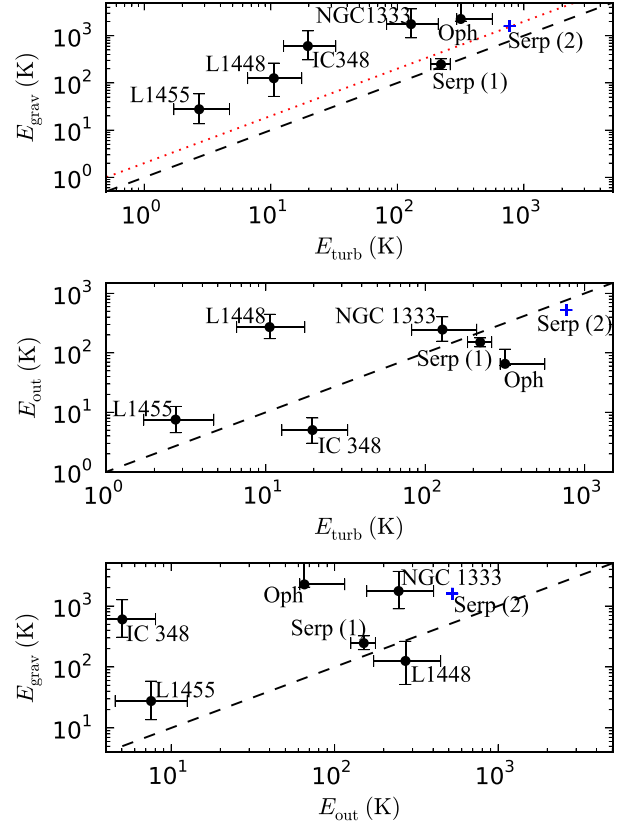 10³
10²
10¹
10⁰
E_grav (K)
NGC1333
Oph
Serp (2)
IC348
L1448
Serp (1)
L1455
10⁰ 10¹ 10² 10³
E_turb (K)
10³
10²
10¹
10⁰
E_out (K)
L1448
NGC 1333
Serp (2)
Serp (1)
Oph
L1455
IC 348
10⁰ 10¹ 10² 10³
E_turb (K)
10³
10²
10¹
E_grav (K)
NGC 1333
Oph
Serp (2)
IC 348
Serp (1)
L1455
L1448
10¹ 10² 10³
E_out (K)